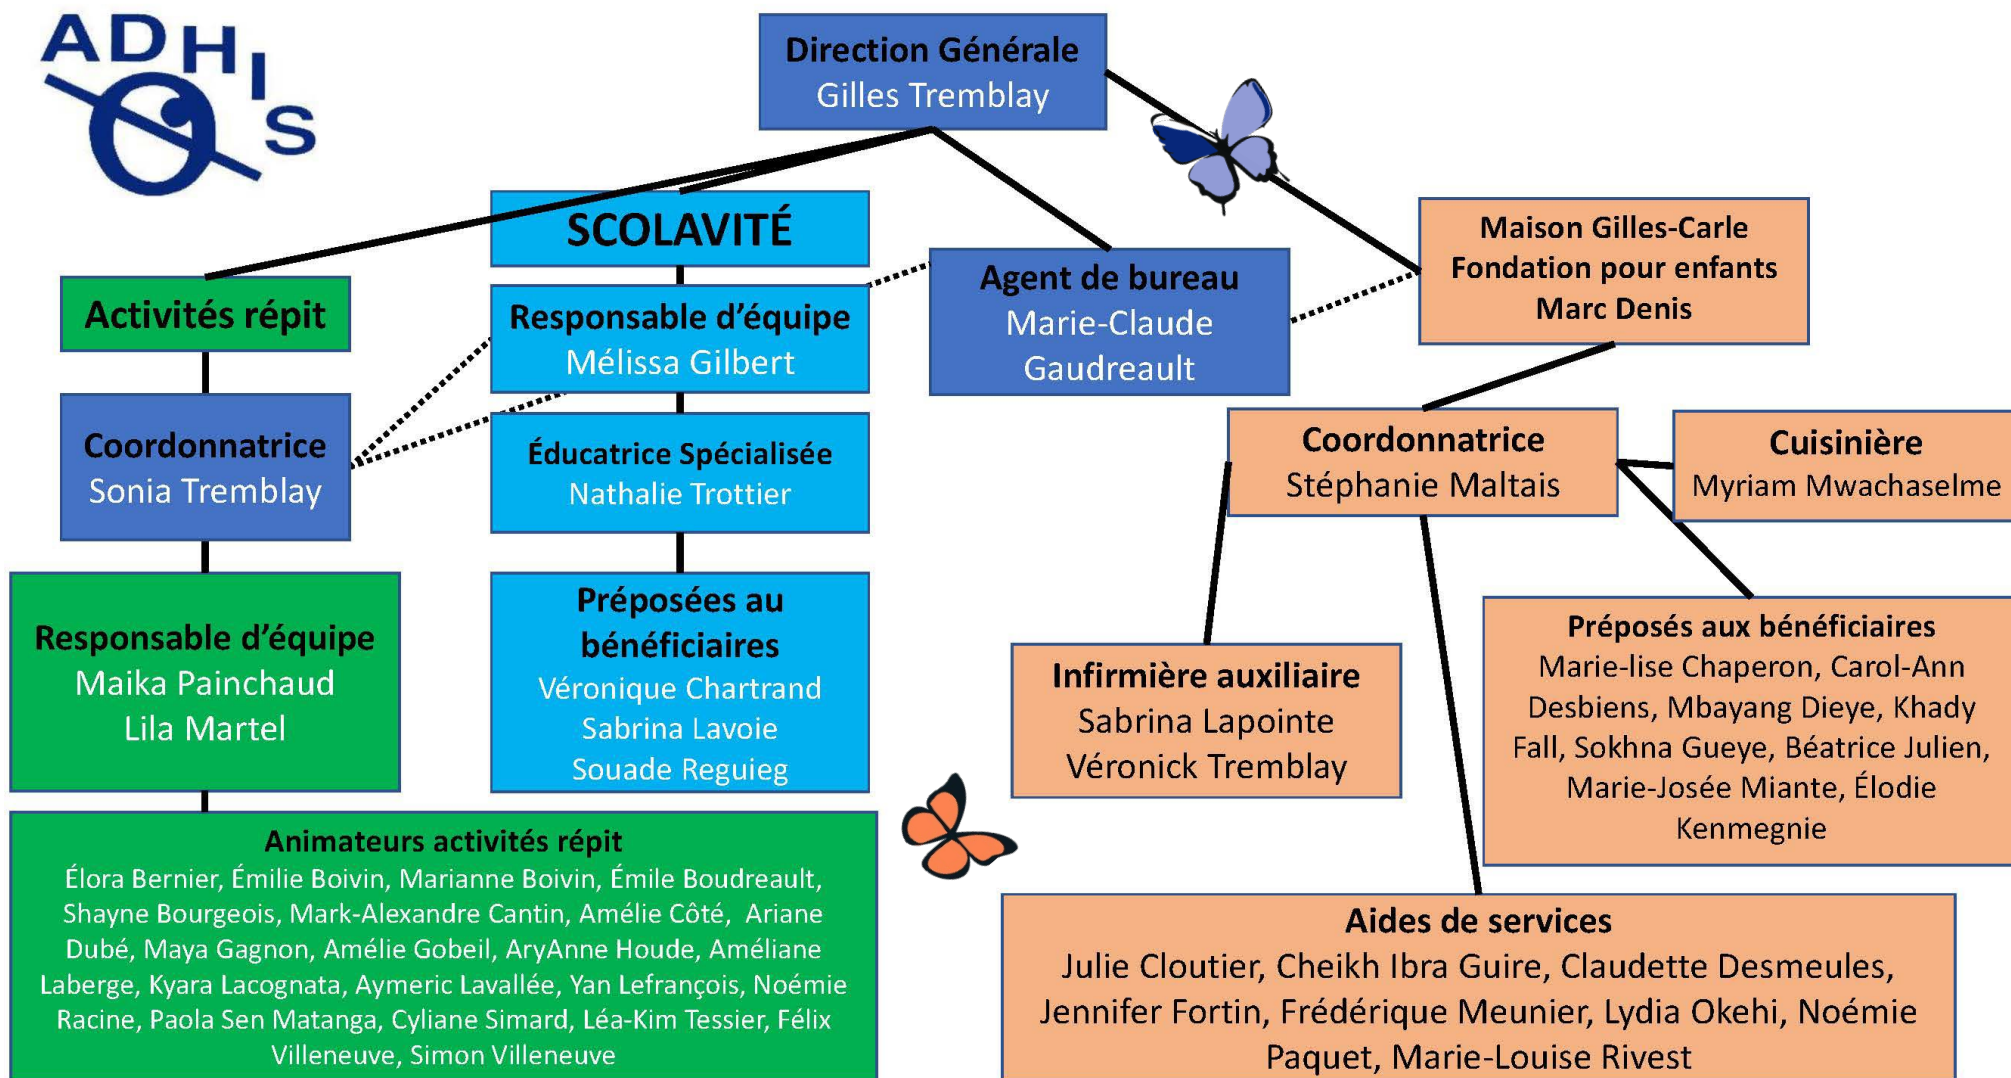 ADHIS
Direction Générale
Gilles Tremblay
SCOLAVITÉ
Responsable d'équipe
Mélissa Gilbert
Éducatrice Spécialisée
Nathalie Trottier
Préposées au
bénéficiaires
Véronique Chartrand
Sabrina Lavoie
Souade Reguieg
Activités répit
Coordonnatrice
Sonia Tremblay
Responsable d'équipe
Maika Painchaud
Lila Martel
Animateurs activités répit
Élora Bernier, Émilie Boivin, Marianne Boivin, Émile Boudreault,
Shayne Bourgeois, Mark-Alexandre Cantin, Amélie Côté, Ariane
Dubé, Maya Gagnon, Amélie Gobeil, AryAnne Houde, Améliane
Laberge, Kyara Lacognata, Aymeric Lavallée, Yan Lefrançois, Noémie
Racine, Paola Sen Matanga, Cyliane Simard, Léa-Kim Tessier, Félix
Villeneuve, Simon Villeneuve
Agent de bureau
Marie-Claude
Gaudreault
Maison Gilles-Carle
Fondation pour enfants
Marc Denis
Coordonnatrice
Stéphanie Maltais
Cuisinière
Myriam Mwachaselme
Infirmière auxiliaire
Sabrina Lapointe
Véronick Tremblay
Préposés aux bénéficiaires
Marie-lise Chaperon, Carol-Ann
Desbiens, Mbayang Dieye, Khady
Fall, Sokhna Gueye, Béatrice Julien,
Marie-Josée Miante, Élodie
Kenmegnie
Aides de services
Julie Cloutier, Cheikh Ibra Guire, Claudette Desmeules,
Jennifer Fortin, Frédérique Meunier, Lydia Okehi, Noémie
Paquet, Marie-Louise Rivest